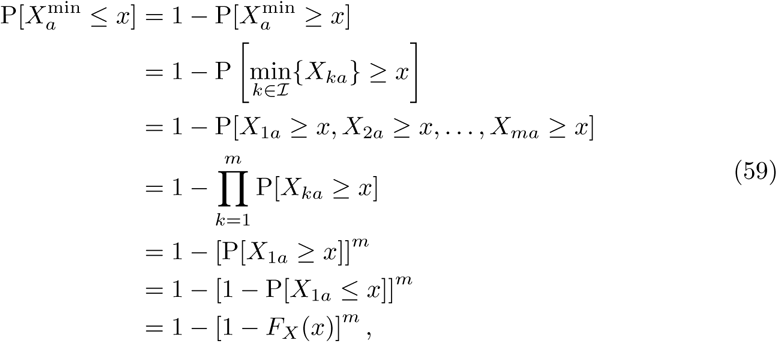 P[X_a^{min} ≤ x] = 1 − P[X_a^{min} ≥ x]
= 1 − P[min_{k∈ℐ}{X_{ka}} ≥ x]
= 1 − P[X_{1a} ≥ x, X_{2a} ≥ x, . . . , X_{ma} ≥ x]
= 1 − ∏_{k=1}^{m} P[X_{ka} ≥ x]
(59)
= 1 − [P[X_{1a} ≥ x]]^m
= 1 − [1 − P[X_{1a} ≤ x]]^m
= 1 − [1 − F_X(x)]^m ,